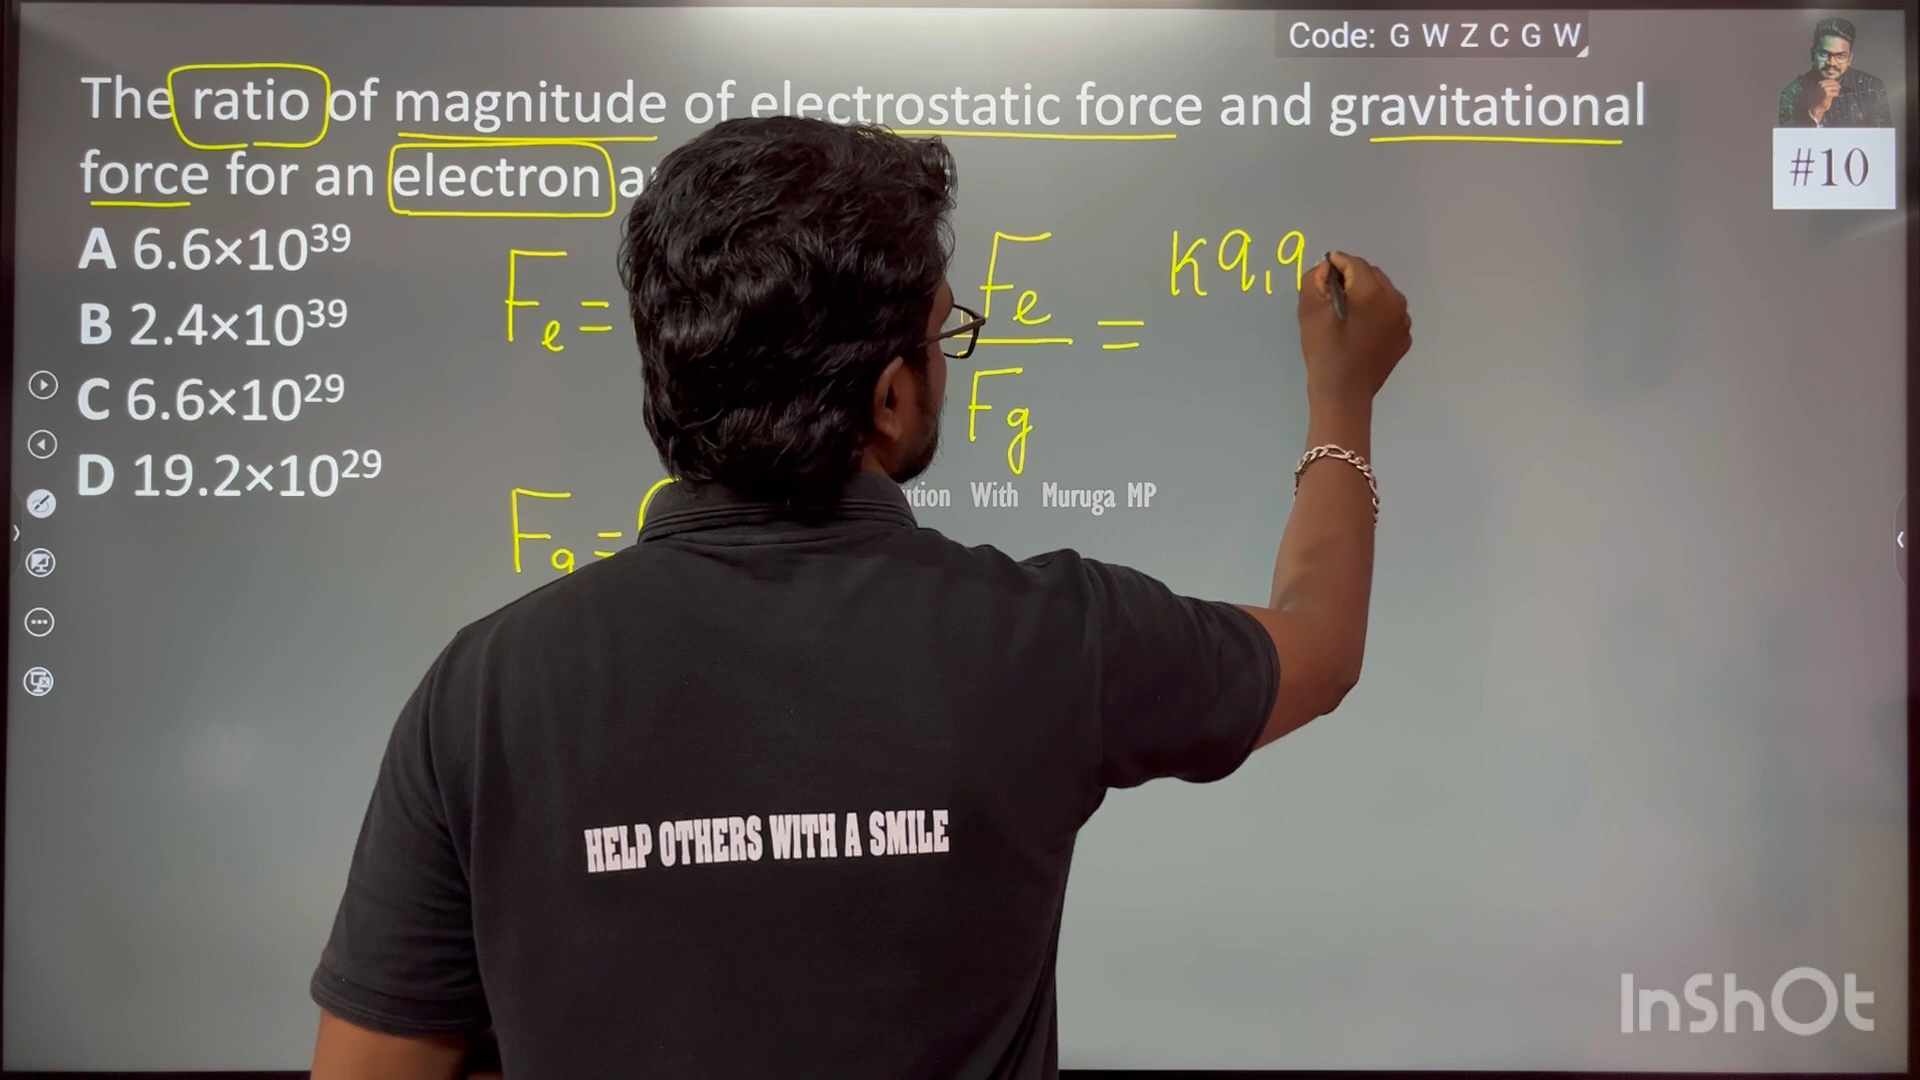 Code: G W Z C G W
The ratio of magnitude of electrostatic force and gravitational
force for an electron
#10
A 6.6×10³⁹
B 2.4×10³⁹
C 6.6×10²⁹
D 19.2×10²⁹
Fe =
Fe/Fg = Kq₁q
Fg =
With Muruga MP
HELP OTHERS WITH A SMILE
InShOt